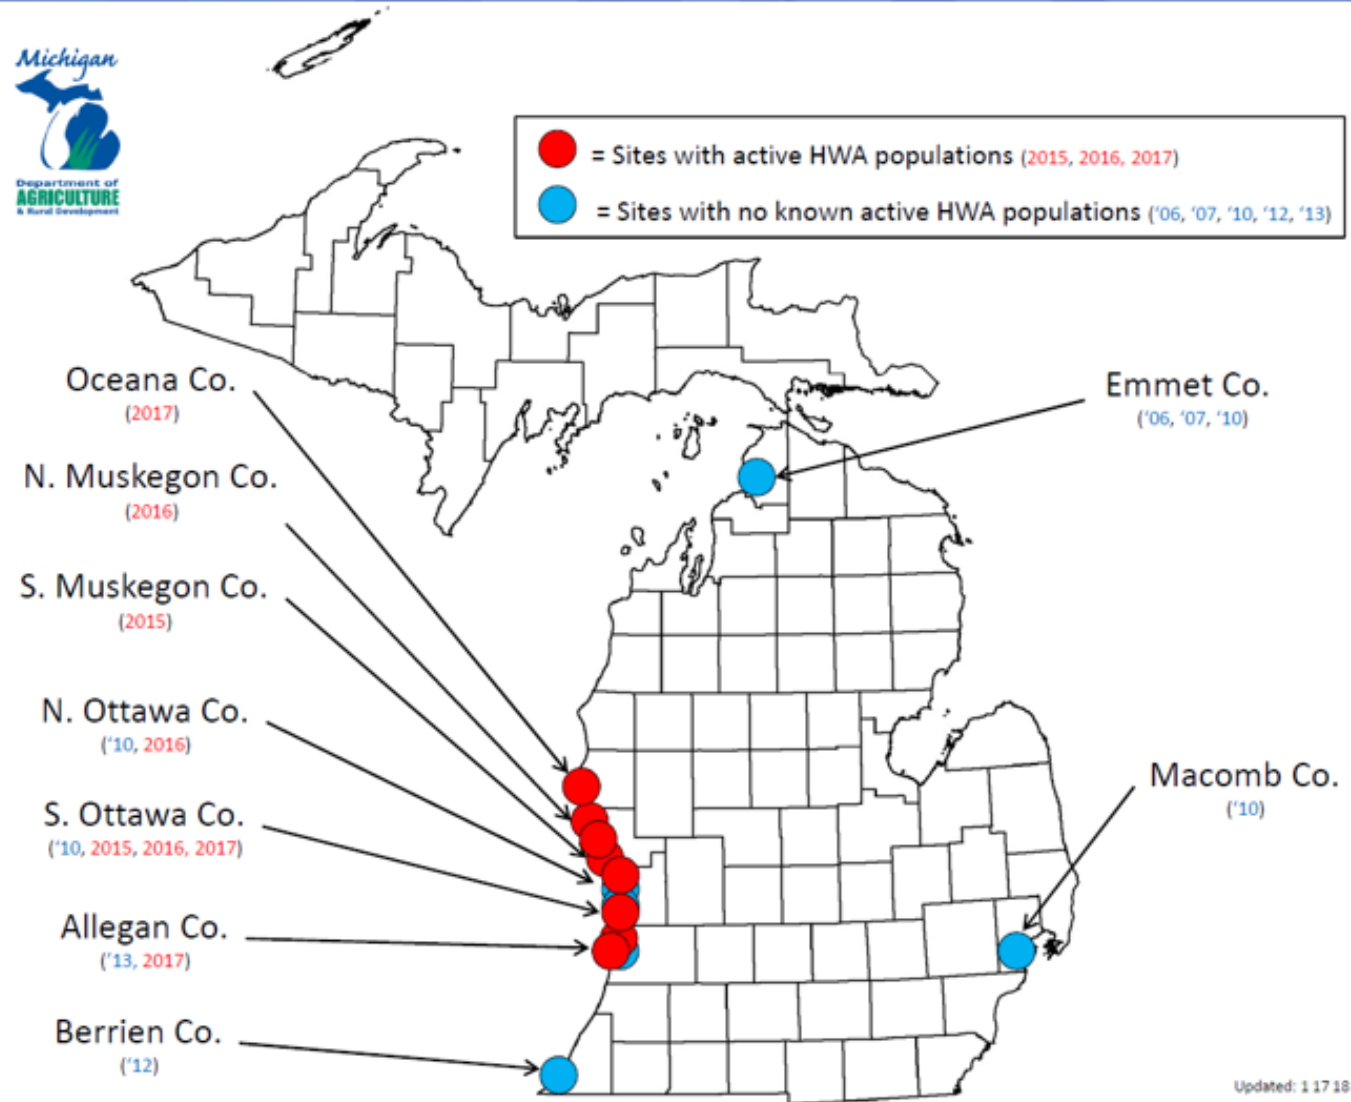 Michigan
Department of
AGRICULTURE
& Rural Development
= Sites with active HWA populations (2015, 2016, 2017)
= Sites with no known active HWA populations (‘06, ‘07, ‘10, ‘12, ‘13)
Oceana Co.
(2017)
Emmet Co.
(‘06, ‘07, ‘10)
N. Muskegon Co.
(2016)
S. Muskegon Co.
(2015)
N. Ottawa Co.
(‘10, 2016)
Macomb Co.
(‘10)
S. Ottawa Co.
(‘10, 2015, 2016, 2017)
Allegan Co.
(‘13, 2017)
Berrien Co.
(‘12)
Updated: 1 17 18